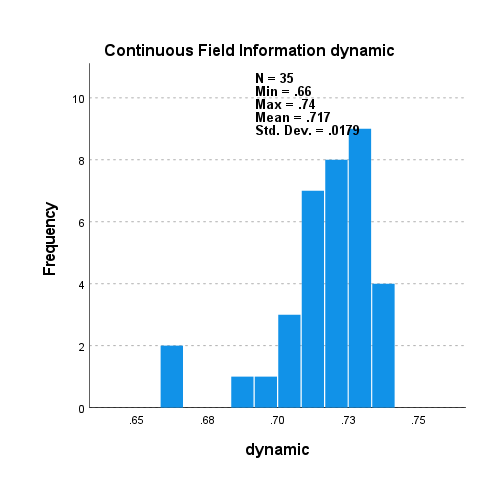 Continuous Field Information dynamic
N = 35
Min = .66
Max = .74
Mean = .717
Std. Dev. = .0179
10
8
6
4
2
0
Frequency
.65 .68 .70 .73 .75
dynamic